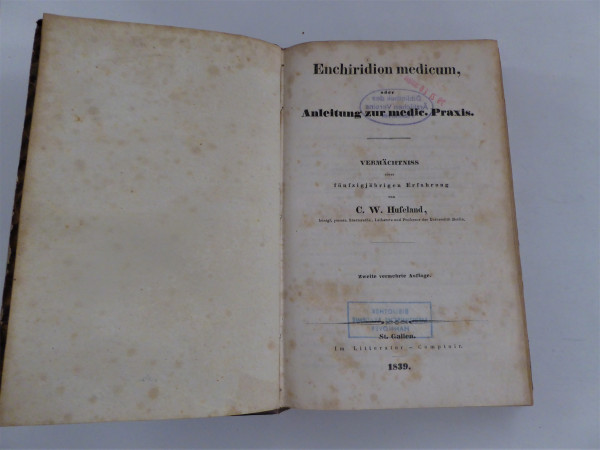 Enchiridion medicum,
oder
Anleitung zur medic. Praxis.
VERMÄCHTNISS
einer
fünfzigjährigen Erfahrung
von
C. W. Hufeland,
Zweite vermehrte Auflage.
St. Gallen.
Im Litteratur-Comptoir
1839.